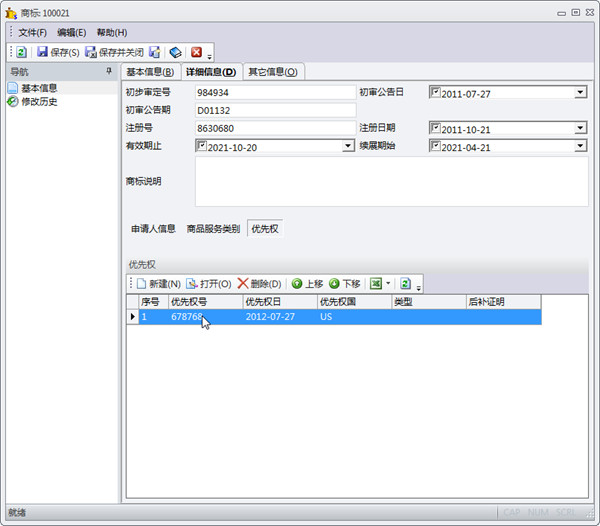 商标: 100021
文件(F) 编辑(E) 帮助(H)
保存(S) 保存并关闭
导航
基本信息
修改历史
基本信息(B) 详细信息(D) 其它信息(O)
初步审定号 984934 初审公告日 2011-07-27
初审公告期 D01132
注册号 8630680 注册日期 2011-10-21
有效期止 2021-10-20 续展期始 2021-04-21
商标说明
申请人信息 商品服务类别 优先权
优先权
新建(N) 打开(O) 删除(D) 上移 下移
序号 优先权号 优先权日 优先权国 类型 后补证明
1 678768 2012-07-27 US
就绪 CAP NUM SCRL